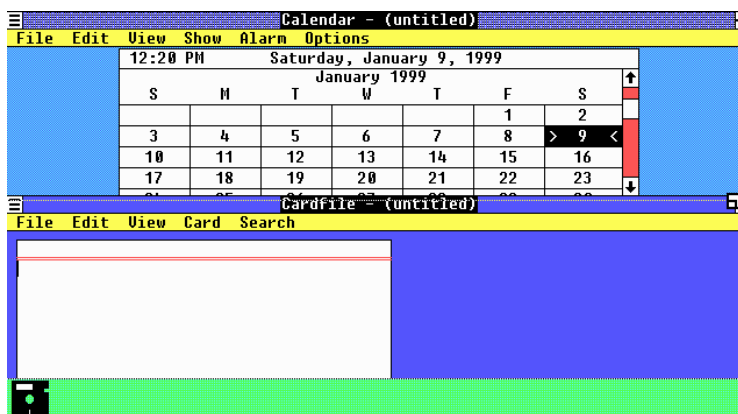 Calendar - (untitled)
File Edit View Show Alarm Options
12:20 PM Saturday, January 9, 1999
January 1999
S M T W T F S
1 2
3 4 5 6 7 8 > 9 <
10 11 12 13 14 15 16
17 18 19 20 21 22 23
Cardfile - (untitled)
File Edit View Card Search